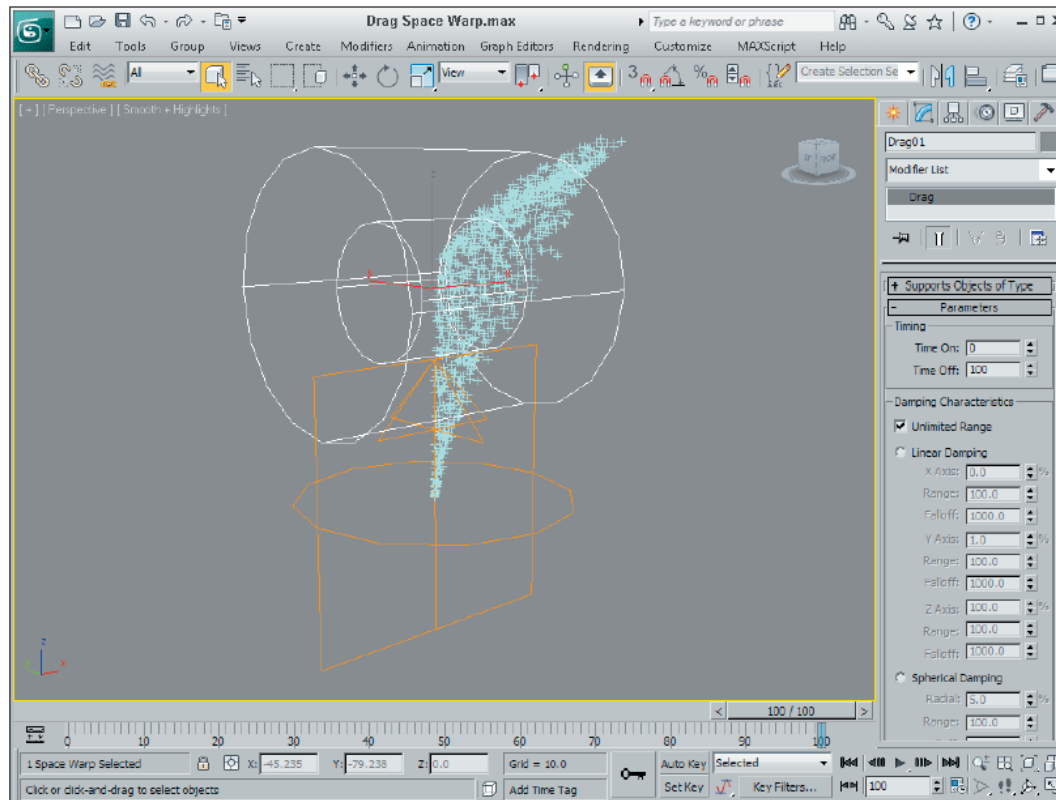 Drag Space Warp.max
Type a keyword or phrase
Edit Tools Group Views Create Modifiers Animation Graph Editors Rendering Customize MAXScript Help
All
View
3
%
Create Selection Se
[ + ] [ Perspective ] [ Smooth + Highlights ]
Drag01
Modifier List
Drag
+ Supports Objects of Type
- Parameters
Timing
Time On: 0
Time Off: 100
Damping Characteristics
Unlimited Range
Linear Damping
X Axis: 0.0 %
Range: 100.0
Falloff: 1000.0
Y Axis: 1.0 %
Range: 100.0
Falloff: 1000.0
Z Axis: 100.0 %
Range: 100.0
Falloff: 1000.0
Spherical Damping
Radial: 5.0 %
Range: 100.0
z
x
< 100 / 100 >
0 10 20 30 40 50 60 70 80 90 100
1 Space Warp Selected X: -45.235 Y: -79.238 Z: 0.0 Grid = 10.0 Auto Key Selected
Click or click-and-drag to select objects Add Time Tag Set Key Key Filters... 100